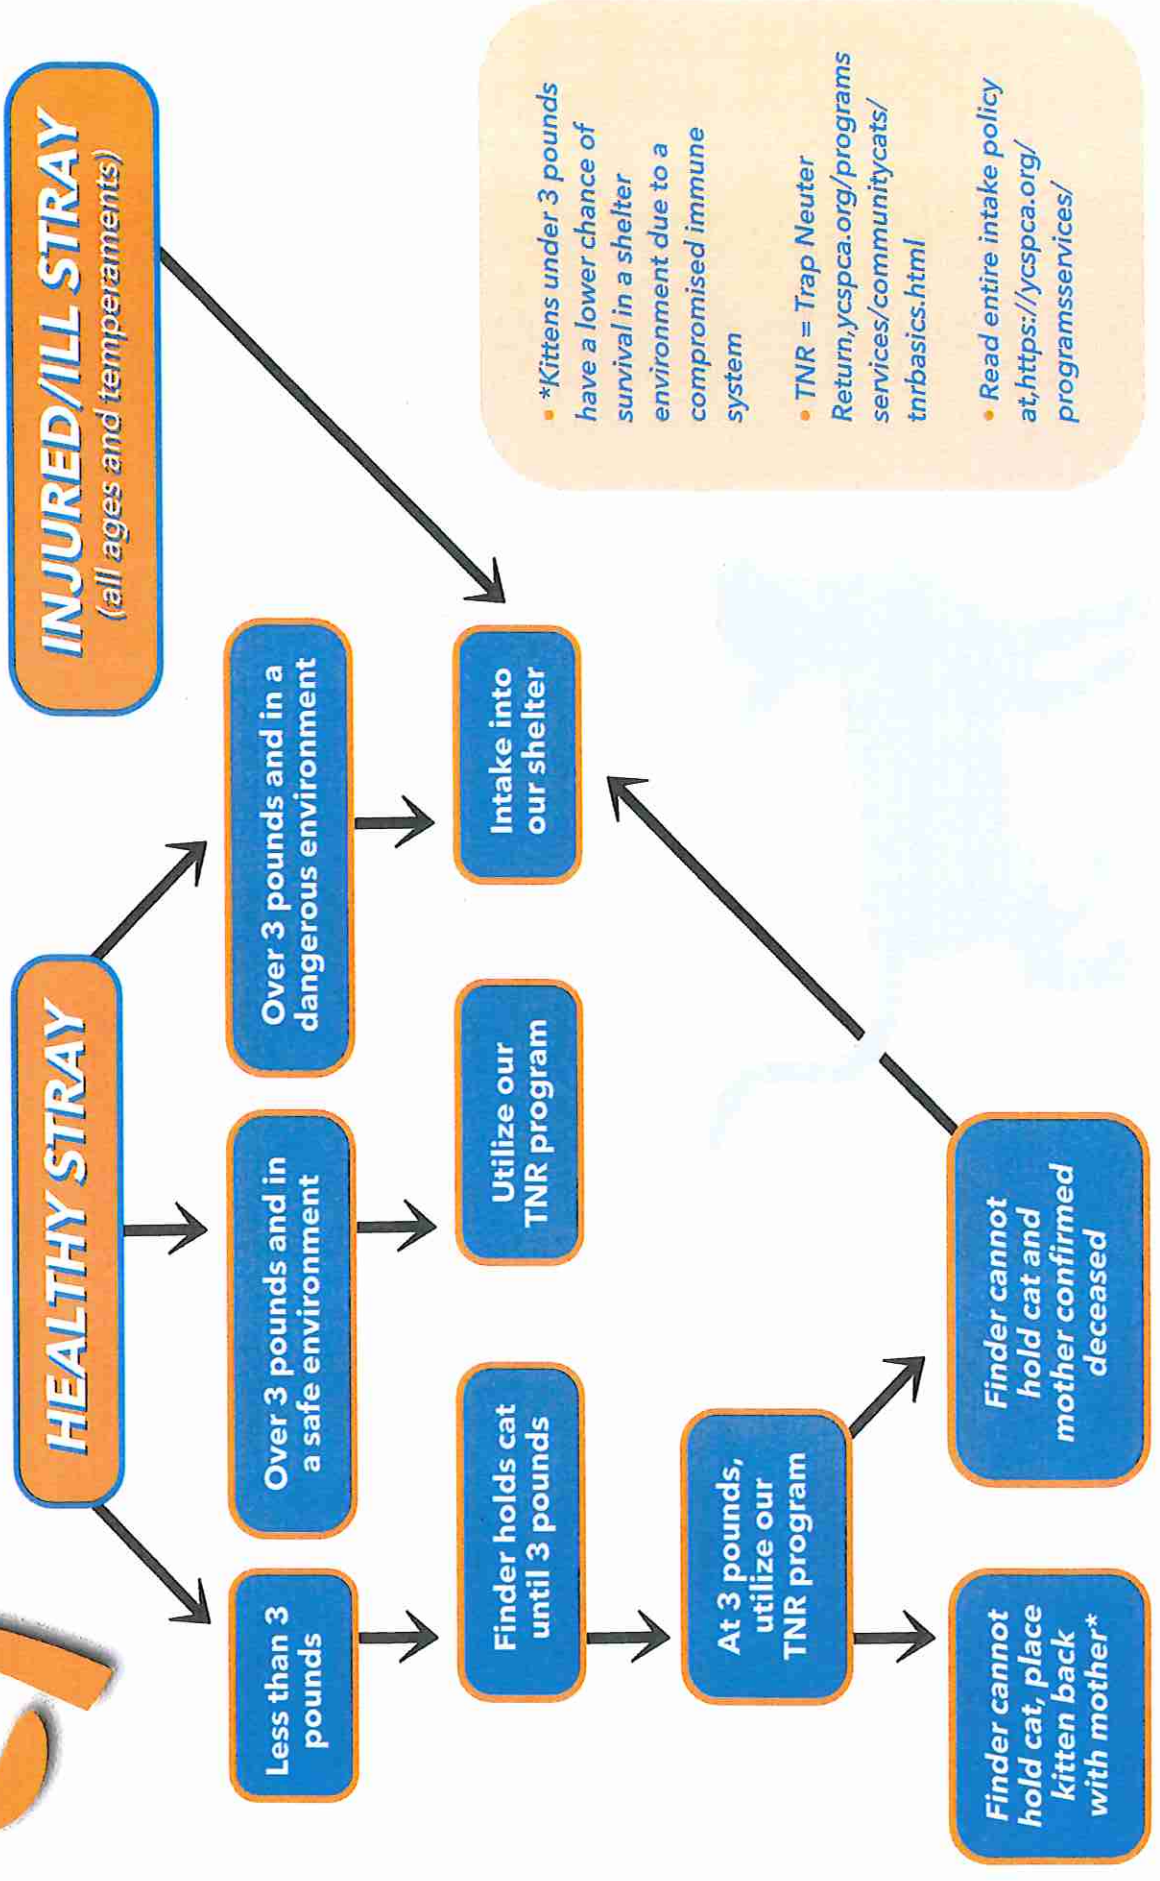 HEALTHY STRAY
INJURED/ILL STRAY
(all ages and temperaments)
Less than 3
pounds
Over 3 pounds and in
a safe environment
Over 3 pounds and in a
dangerous environment
Finder holds cat
until 3 pounds
Utilize our
TNR program
Intake into
our shelter
At 3 pounds,
utilize our
TNR program
Finder cannot
hold cat, place
kitten back
with mother*
Finder cannot
hold cat and
mother confirmed
deceased
• *Kittens under 3 pounds
have a lower chance of
survival in a shelter
environment due to a
compromised immune
system
• TNR = Trap Neuter
Return,ycspca.org/programs
services/communitycats/
tnrbasics.html
• Read entire intake policy
at,https://ycspca.org/
programsservices/